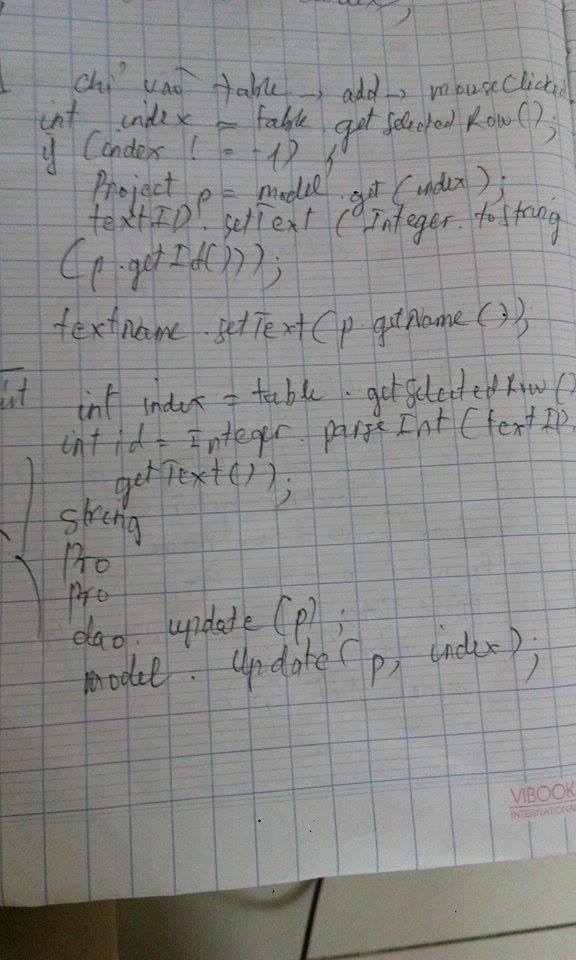 chỉ vào table → add → mouseClicked
int index = table getSelectedRow();
if (index ! = -1) {
Project p = model.get(index);
textID. setText (Integer.toString
(p.getId()));
textName.setText(p.getName());
int index = table.getSelectedRow()
int id = Integer.parseInt(textID.
getText());
string
Pro
Pro
dao. update(p);
model. Update(p, index);
VIBOOK
INTERNATIONAL